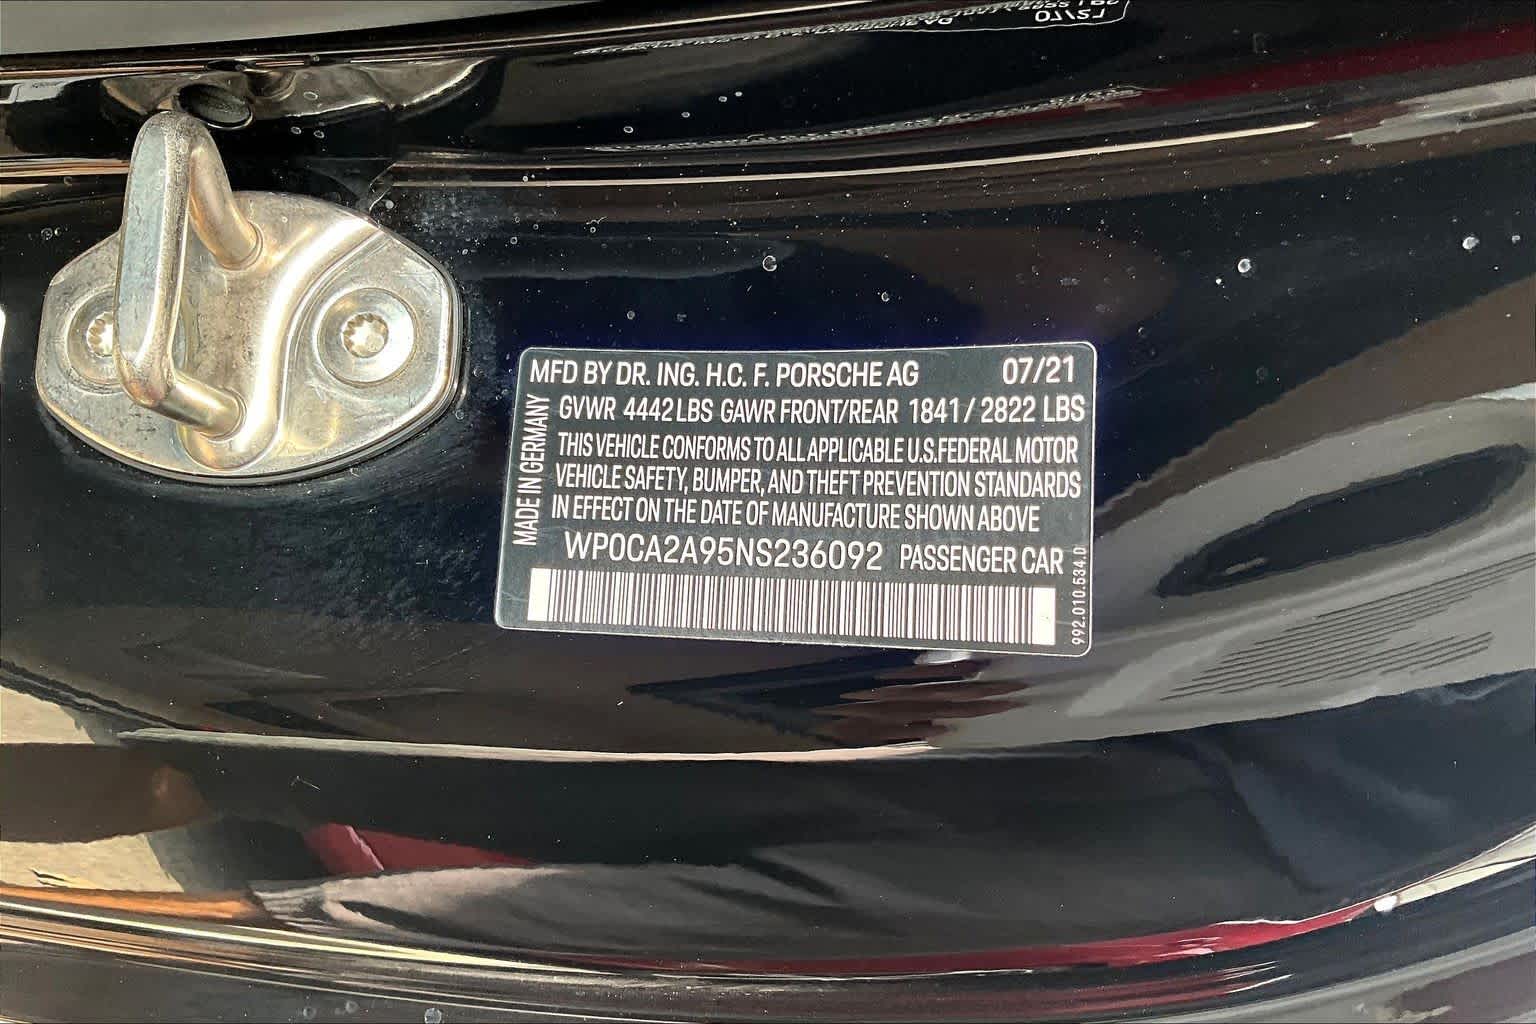 MFD BY DR. ING. H.C. F. PORSCHE AG 07/21
GVWR 4442 LBS GAWR FRONT/REAR 1841 / 2822 LBS
THIS VEHICLE CONFORMS TO ALL APPLICABLE U.S.FEDERAL MOTOR
VEHICLE SAFETY, BUMPER, AND THEFT PREVENTION STANDARDS
IN EFFECT ON THE DATE OF MANUFACTURE SHOWN ABOVE
WP0CA2A95NS236092 PASSENGER CAR
MADE IN GERMANY
992.010.534.D